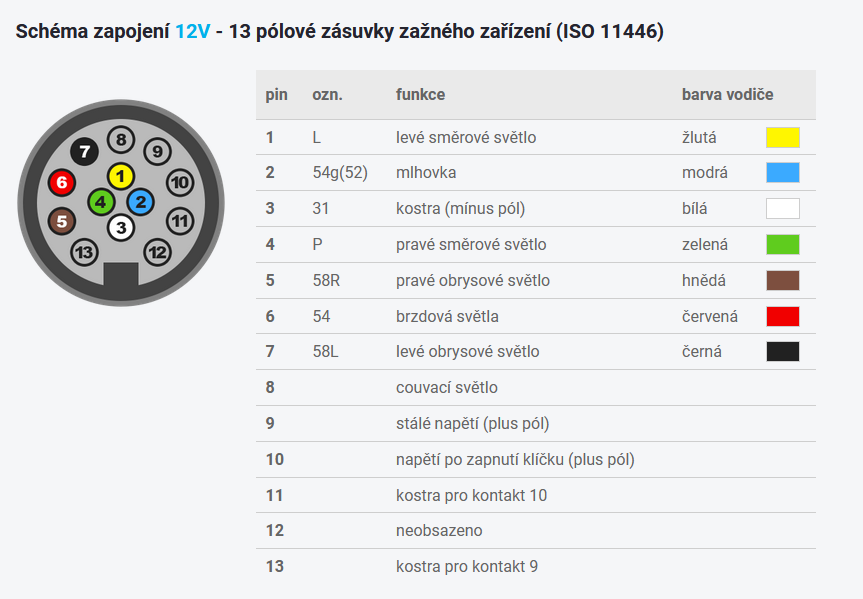 Schéma zapojení 12V - 13 pólové zásuvky zažného zařízení (ISO 11446)
8
7
9
6
1
10
4
2
5
3
11
13
12
pin ozn. funkce barva vodiče
1 L levé směrové světlo žlutá
2 54g(52) mlhovka modrá
3 31 kostra (mínus pól) bílá
4 P pravé směrové světlo zelená
5 58R pravé obrysové světlo hnědá
6 54 brzdová světla červená
7 58L levé obrysové světlo černá
8 couvací světlo
9 stálé napětí (plus pól)
10 napětí po zapnutí klíčku (plus pól)
11 kostra pro kontakt 10
12 neobsazeno
13 kostra pro kontakt 9